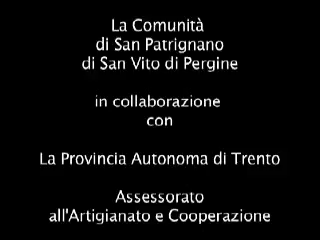 La Comunità
di San Patrignano
di San Vito di Pergine
in collaborazione
con
La Provincia Autonoma di Trento
Assessorato
all'Artigianato e Cooperazione